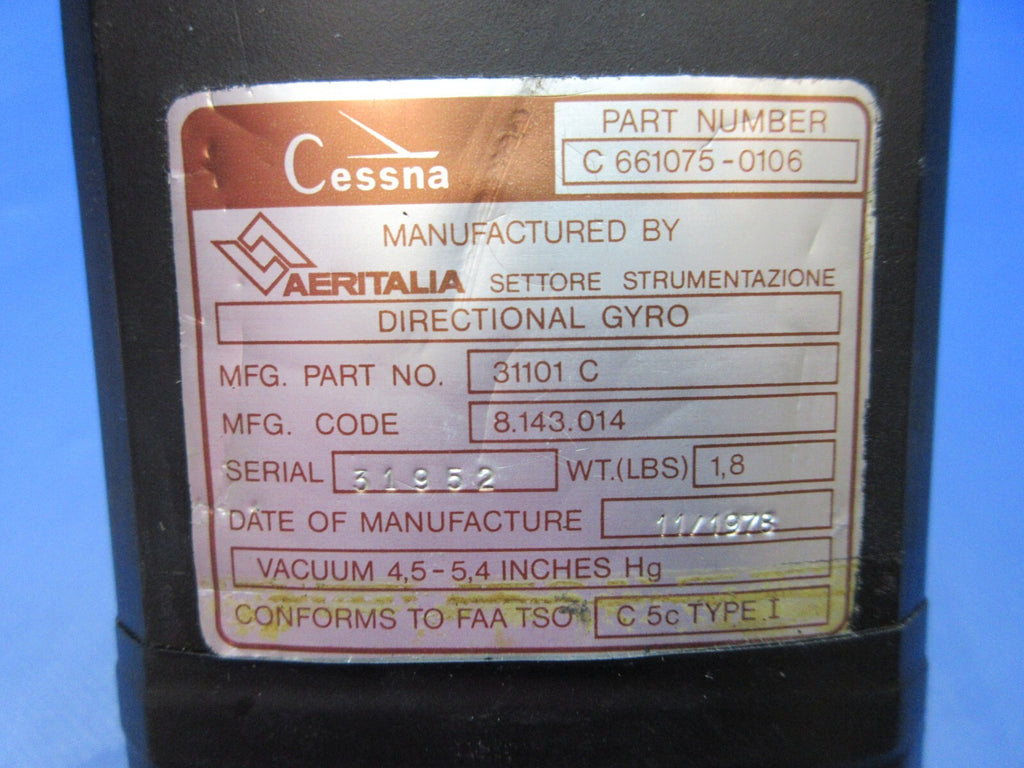 Cessna
PART NUMBER
C 661075-0106
MANUFACTURED BY
AERITALIA SETTORE STRUMENTAZIONE
DIRECTIONAL GYRO
MFG. PART NO. 31101 C
MFG. CODE 8.143.014
SERIAL 31952 WT.(LBS) 1,8
DATE OF MANUFACTURE 11/1978
VACUUM 4,5-5,4 INCHES Hg
CONFORMS TO FAA TSO C 5c TYPE I